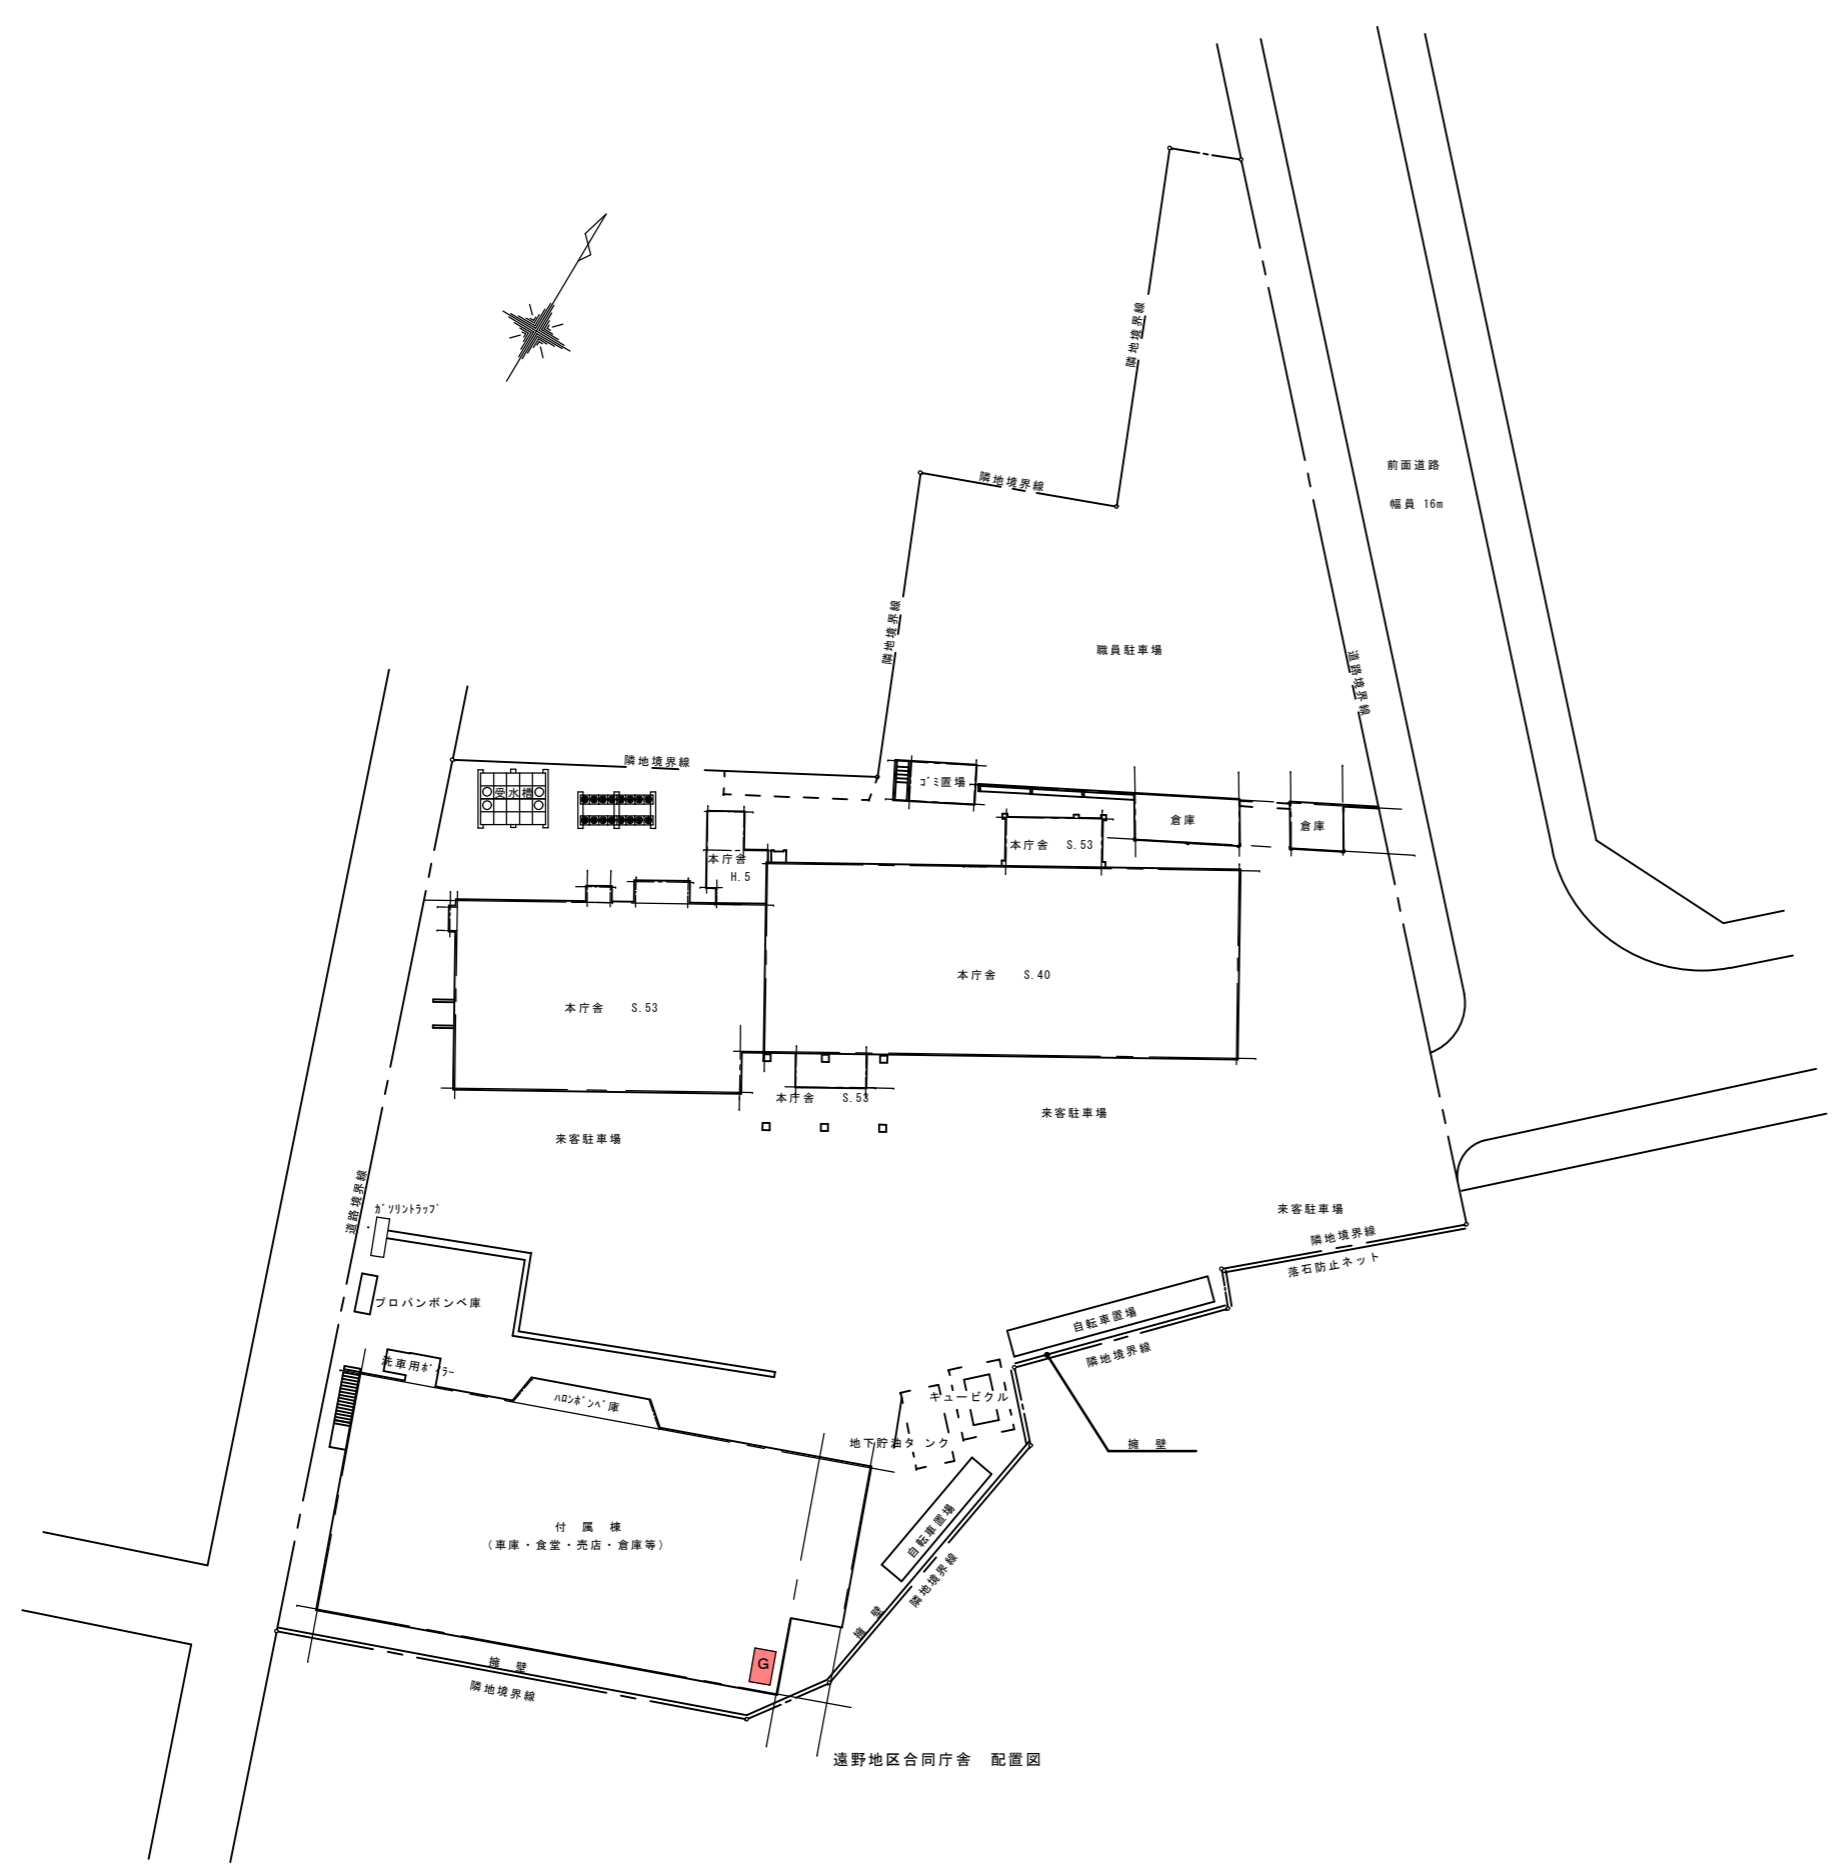 隣地境界線
前面道路
隣地境界線
幅員 16m
隣地境界線
職員駐車場
道路境界線
隣地境界線
ｺﾞﾐ置場
受水槽
倉庫
倉庫
本庁舎 S.53
本庁舎
H.5
本庁舎 S.40
本庁舎 S.53
本庁舎 S.53
来客駐車場
来客駐車場
道路境界線
ｶﾞｿﾘﾝﾄﾗｯﾌﾟ
来客駐車場
隣地境界線
落石防止ネット
プロパンボンベ庫
自転車置場
隣地境界線
洗車用ﾎﾞｲﾗｰ
ﾊﾛﾝﾎﾞﾝﾍﾞ庫
キュービクル
地下貯油タンク
擁 壁
付 属 棟
（車庫・食堂・売店・倉庫等）
自転車置場
隣地境界線
擁 壁
擁 壁
G
隣地境界線
遠野地区合同庁舎 配置図